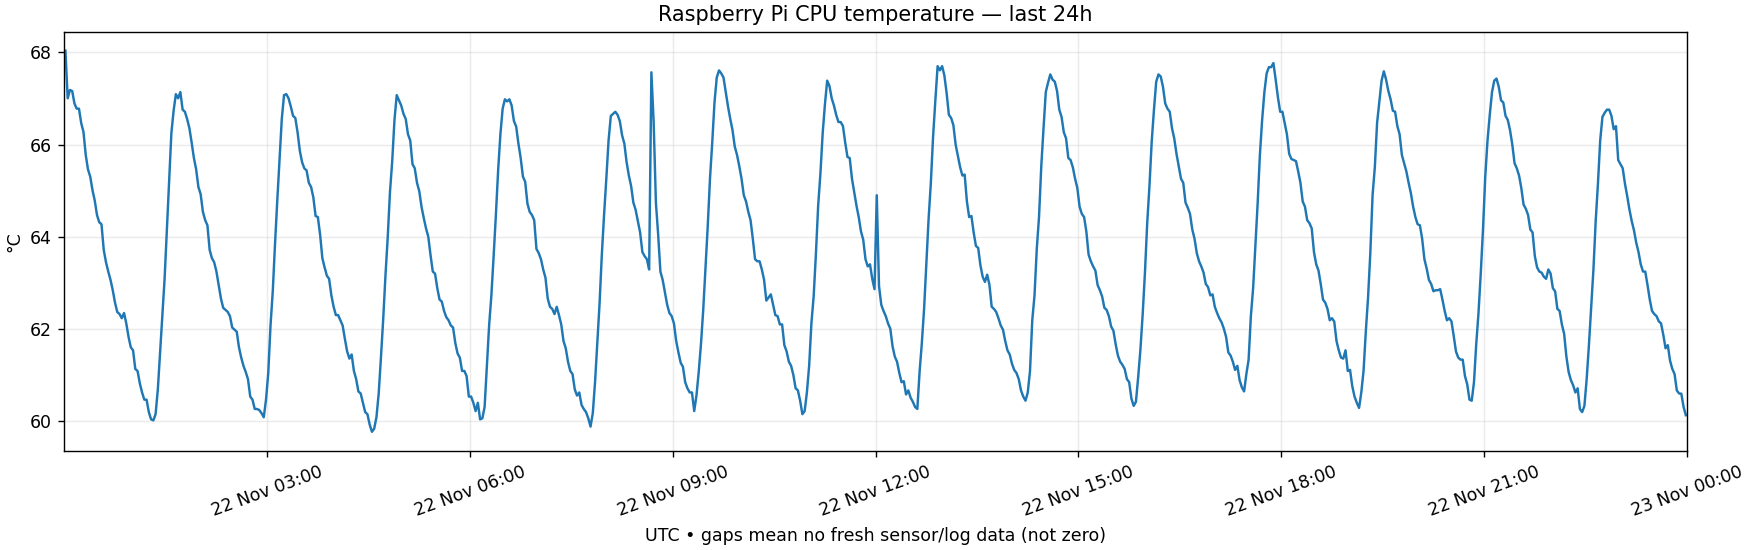 Raspberry Pi CPU temperature — last 24h
°C
68
66
64
62
60
22 Nov 03:00
22 Nov 06:00
22 Nov 09:00
22 Nov 12:00
22 Nov 15:00
22 Nov 18:00
22 Nov 21:00
23 Nov 00:00
UTC • gaps mean no fresh sensor/log data (not zero)